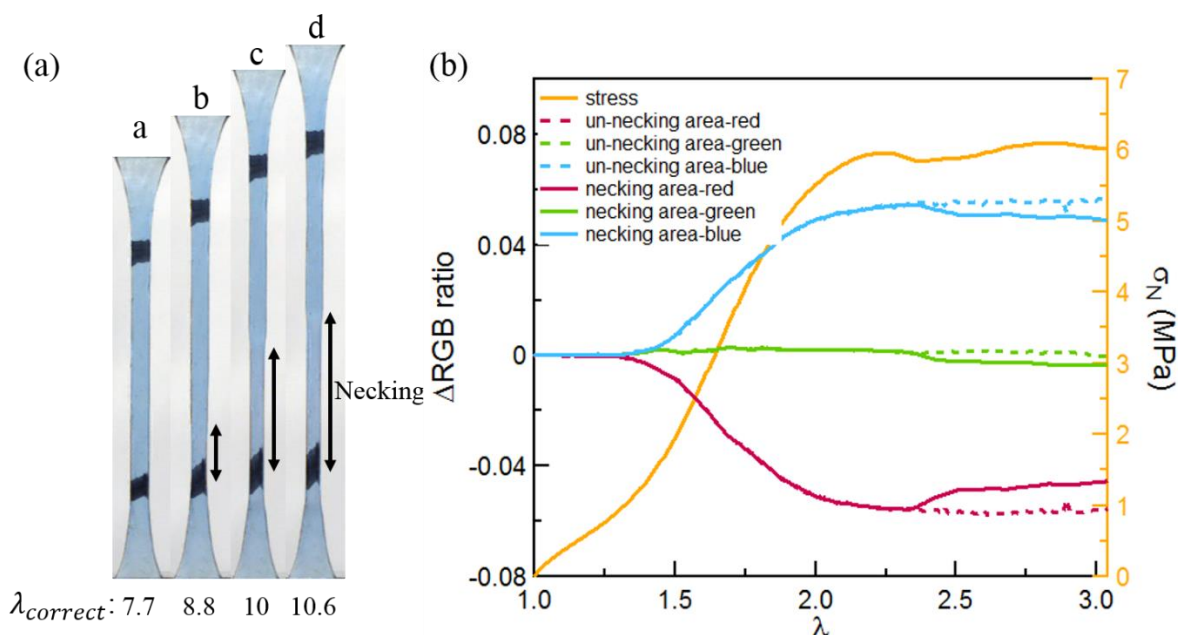 (a)
a
b
c
d
Necking
λcorrect: 7.7 8.8 10 10.6
(b)
stress
un-necking area-red
un-necking area-green
un-necking area-blue
necking area-red
necking area-green
necking area-blue
ΔRGB ratio
0.08
0.04
0
-0.04
-0.08
1.0 1.5 2.0 2.5 3.0
λ
7
6
5
4
3
2
1
0
σN (MPa)